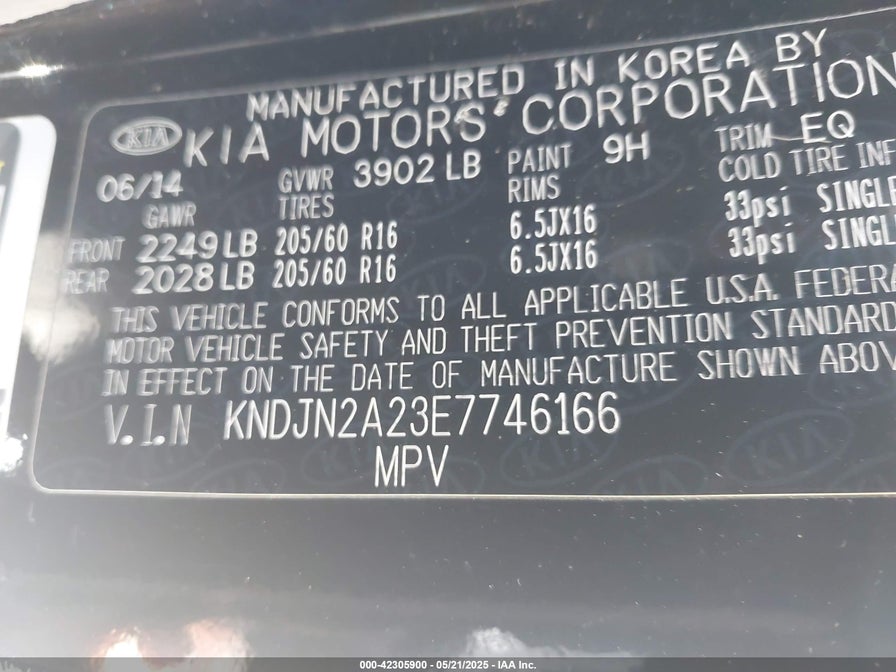 MANUFACTURED IN KOREA BY
KIA KIA MOTORS CORPORATION
06/14 GVWR 3902 LB PAINT 9H TRIM EQ
GAWR TIRES RIMS COLD TIRE INF
FRONT 2249 LB 205/60 R16 6.5JX16 33psi SINGLE
REAR 2028 LB 205/60 R16 6.5JX16 33psi SINGL
THIS VEHICLE CONFORMS TO ALL APPLICABLE U.S.A. FEDERA
MOTOR VEHICLE SAFETY AND THEFT PREVENTION STANDARD
IN EFFECT ON THE DATE OF MANUFACTURE SHOWN ABOV
V.I.N KNDJN2A23E7746166
MPV
000-42305900 - 05/21/2025 - IAA Inc.